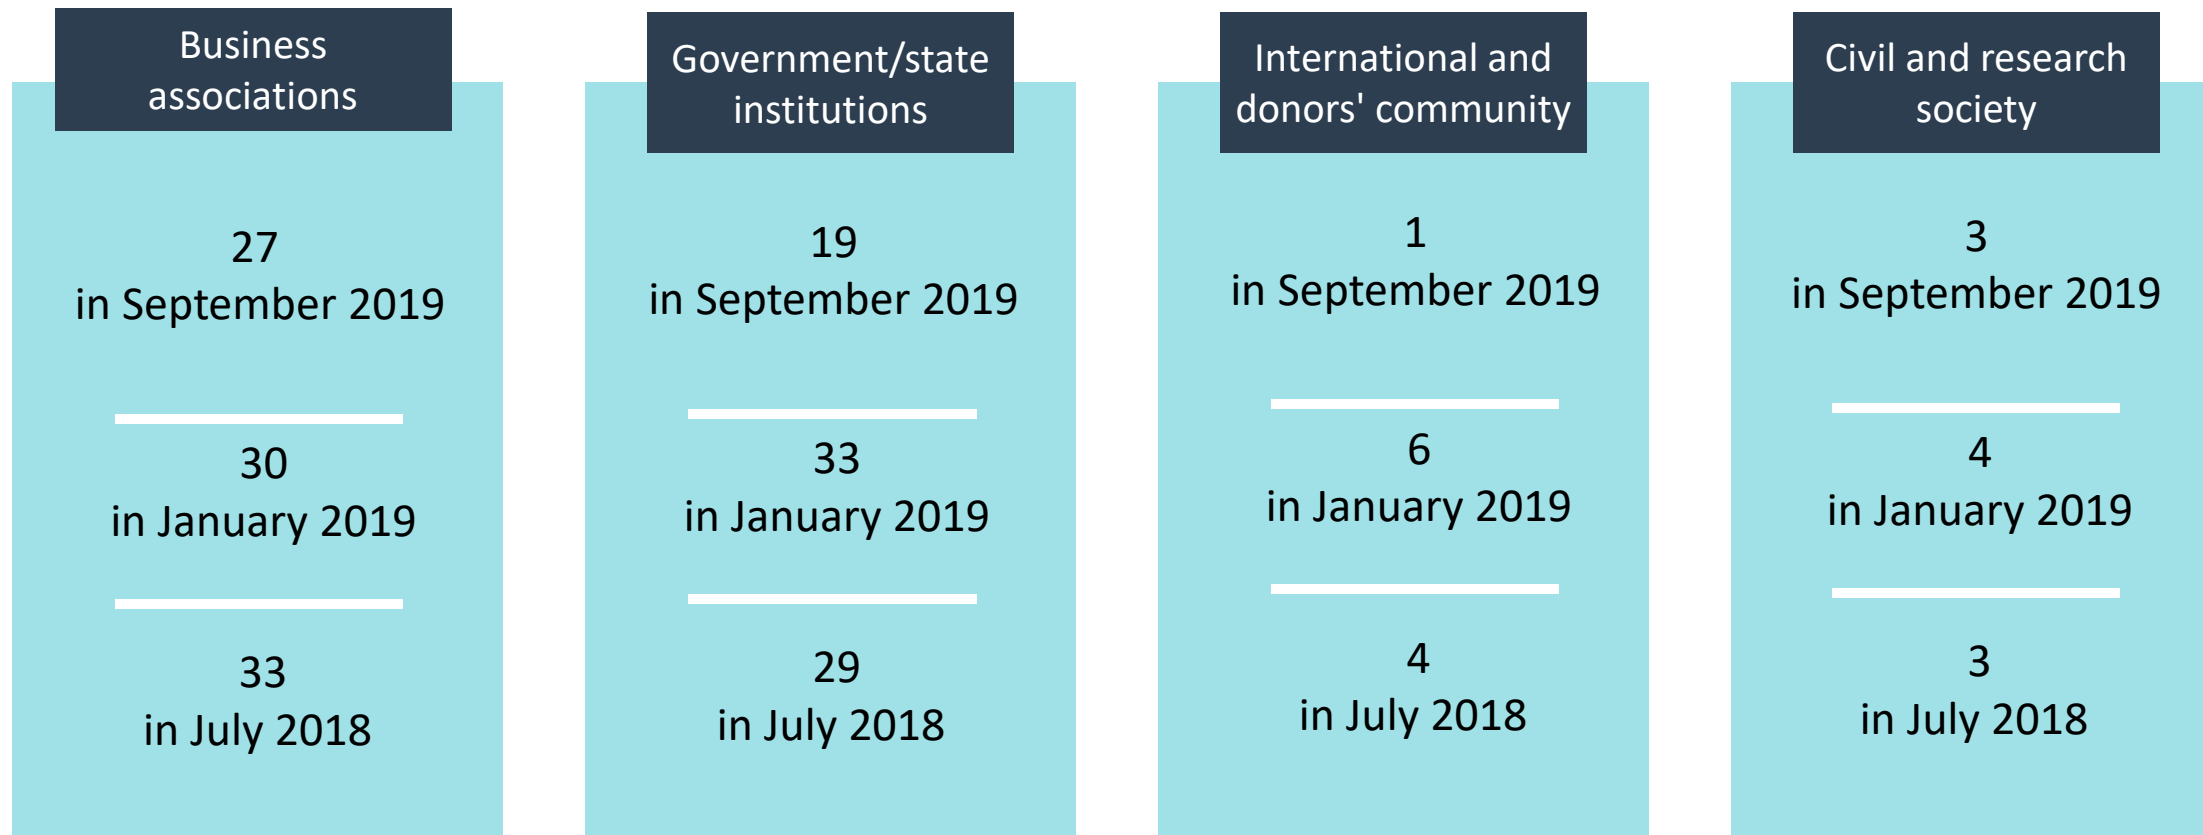 Business
associations
27
in September 2019
30
in January 2019
33
in July 2018
Government/state
institutions
19
in September 2019
33
in January 2019
29
in July 2018
International and
donors' community
1
in September 2019
6
in January 2019
4
in July 2018
Civil and research
society
3
in September 2019
4
in January 2019
3
in July 2018